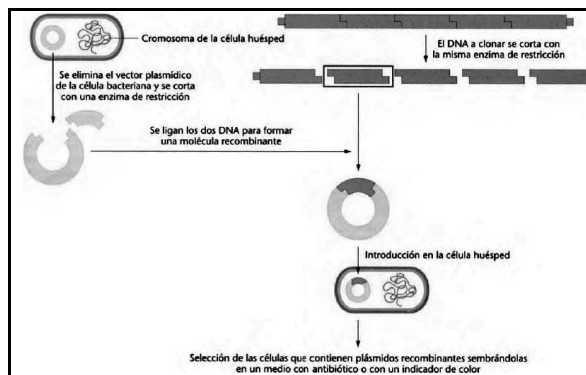 Cromosoma de la célula huésped
El DNA a clonar se corta con
la misma enzima de restricción
Se elimina el vector plasmídico
de la célula bacteriana y se corta
con una enzima de restricción
Se ligan los dos DNA para formar
una molécula recombinante
Introducción en la célula huésped
Selección de las células que contienen plásmidos recombinantes sembrándolas
en un medio con antibiótico o con un indicador de color